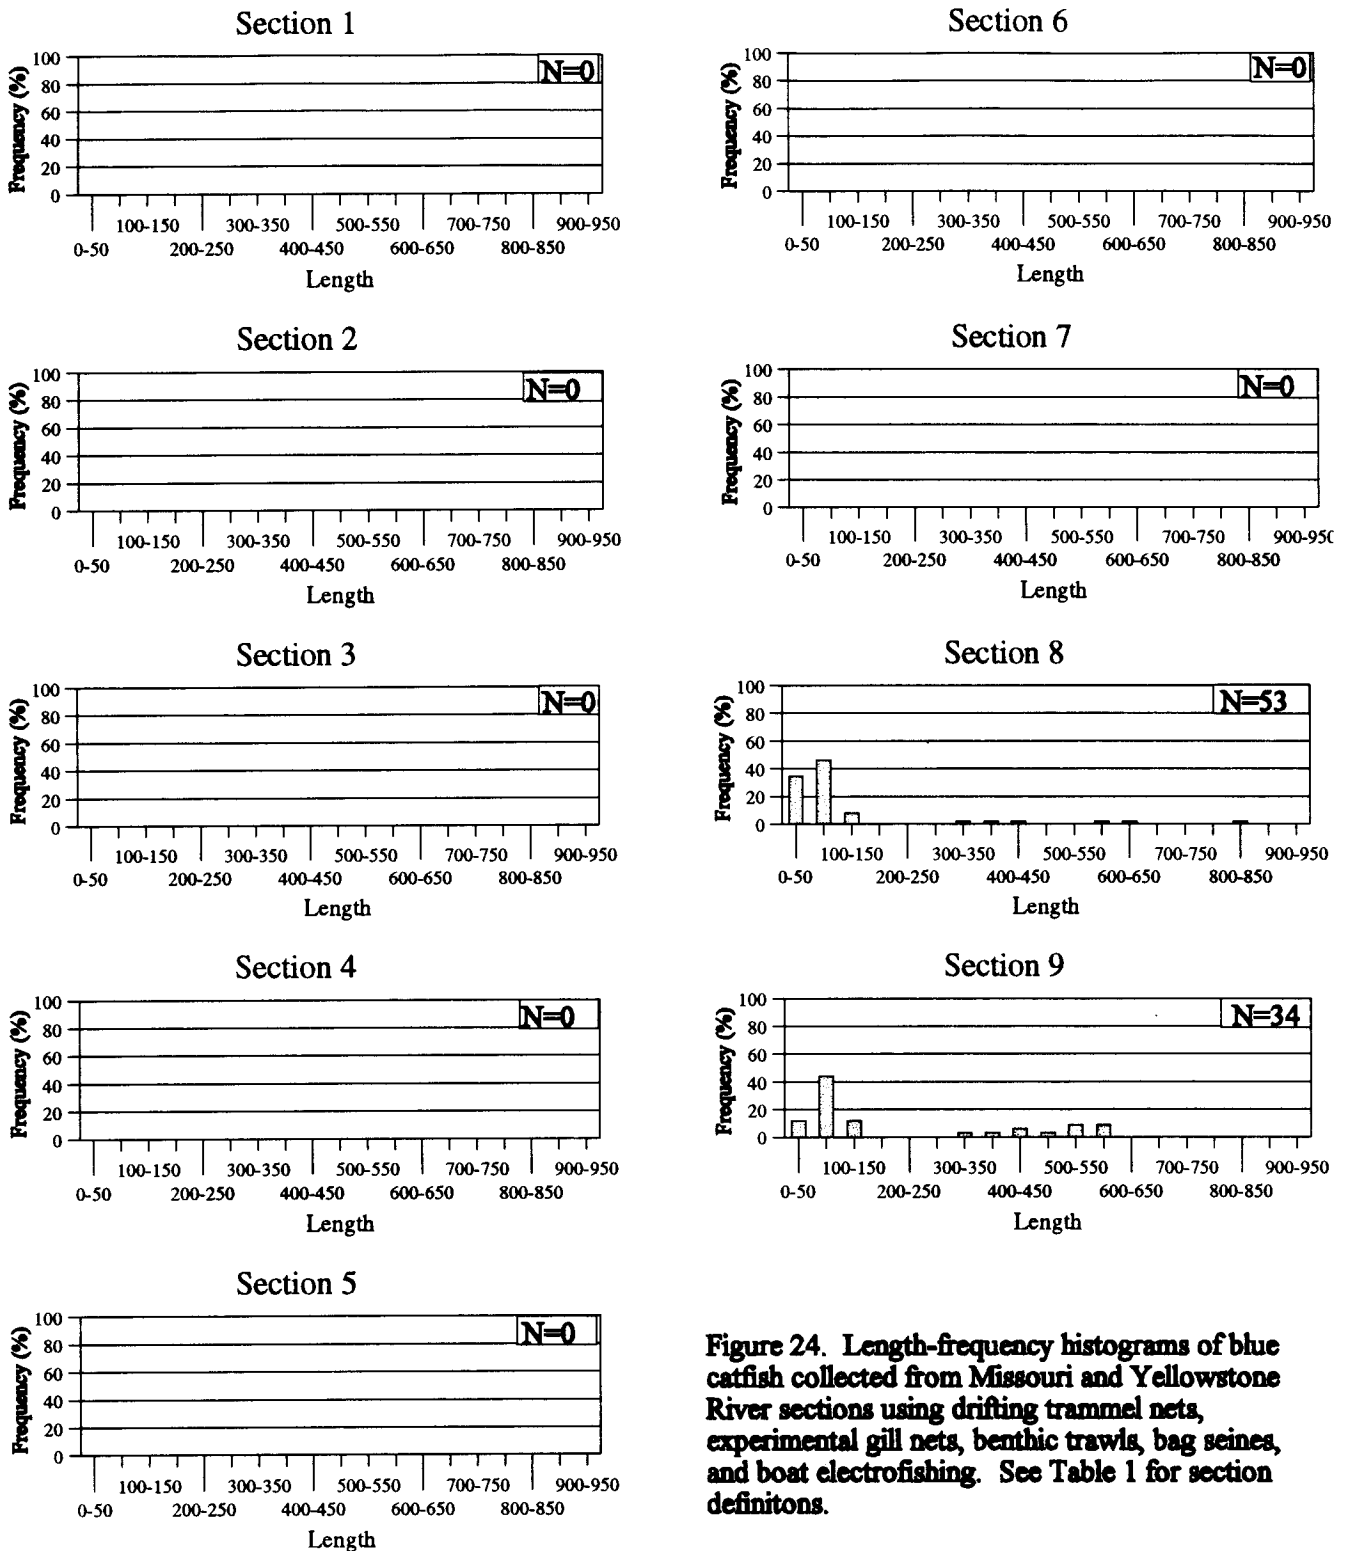 Section 1
Frequency (%)
100
80
60
40
20
0
N=0
100-150 300-350 500-550 700-750 900-950
0-50 200-250 400-450 600-650 800-850
Length
Section 2
Frequency (%)
100
80
60
40
20
0
N=0
100-150 300-350 500-550 700-750 900-950
0-50 200-250 400-450 600-650 800-850
Length
Section 3
Frequency (%)
100
80
60
40
20
0
N=0
100-150 300-350 500-550 700-750 900-950
0-50 200-250 400-450 600-650 800-850
Length
Section 4
Frequency (%)
100
80
60
40
20
0
N=0
100-150 300-350 500-550 700-750 900-950
0-50 200-250 400-450 600-650 800-850
Length
Section 5
Frequency (%)
100
80
60
40
20
0
N=0
100-150 300-350 500-550 700-750 900-950
0-50 200-250 400-450 600-650 800-850
Length
Section 6
Frequency (%)
100
80
60
40
20
0
N=0
100-150 300-350 500-550 700-750 900-950
0-50 200-250 400-450 600-650 800-850
Length
Section 7
Frequency (%)
100
80
60
40
20
0
N=0
100-150 300-350 500-550 700-750 900-950
0-50 200-250 400-450 600-650 800-850
Length
Section 8
Frequency (%)
100
80
60
40
20
0
N=53
100-150 300-350 500-550 700-750 900-950
0-50 200-250 400-450 600-650 800-850
Length
Section 9
Frequency (%)
100
80
60
40
20
0
N=34
100-150 300-350 500-550 700-750 900-950
0-50 200-250 400-450 600-650 800-850
Length
Figure 24. Length-frequency histograms of blue
catfish collected from Missouri and Yellowstone
River sections using drifting trammel nets,
experimental gill nets, benthic trawls, bag seines,
and boat electrofishing. See Table 1 for section
definitons.